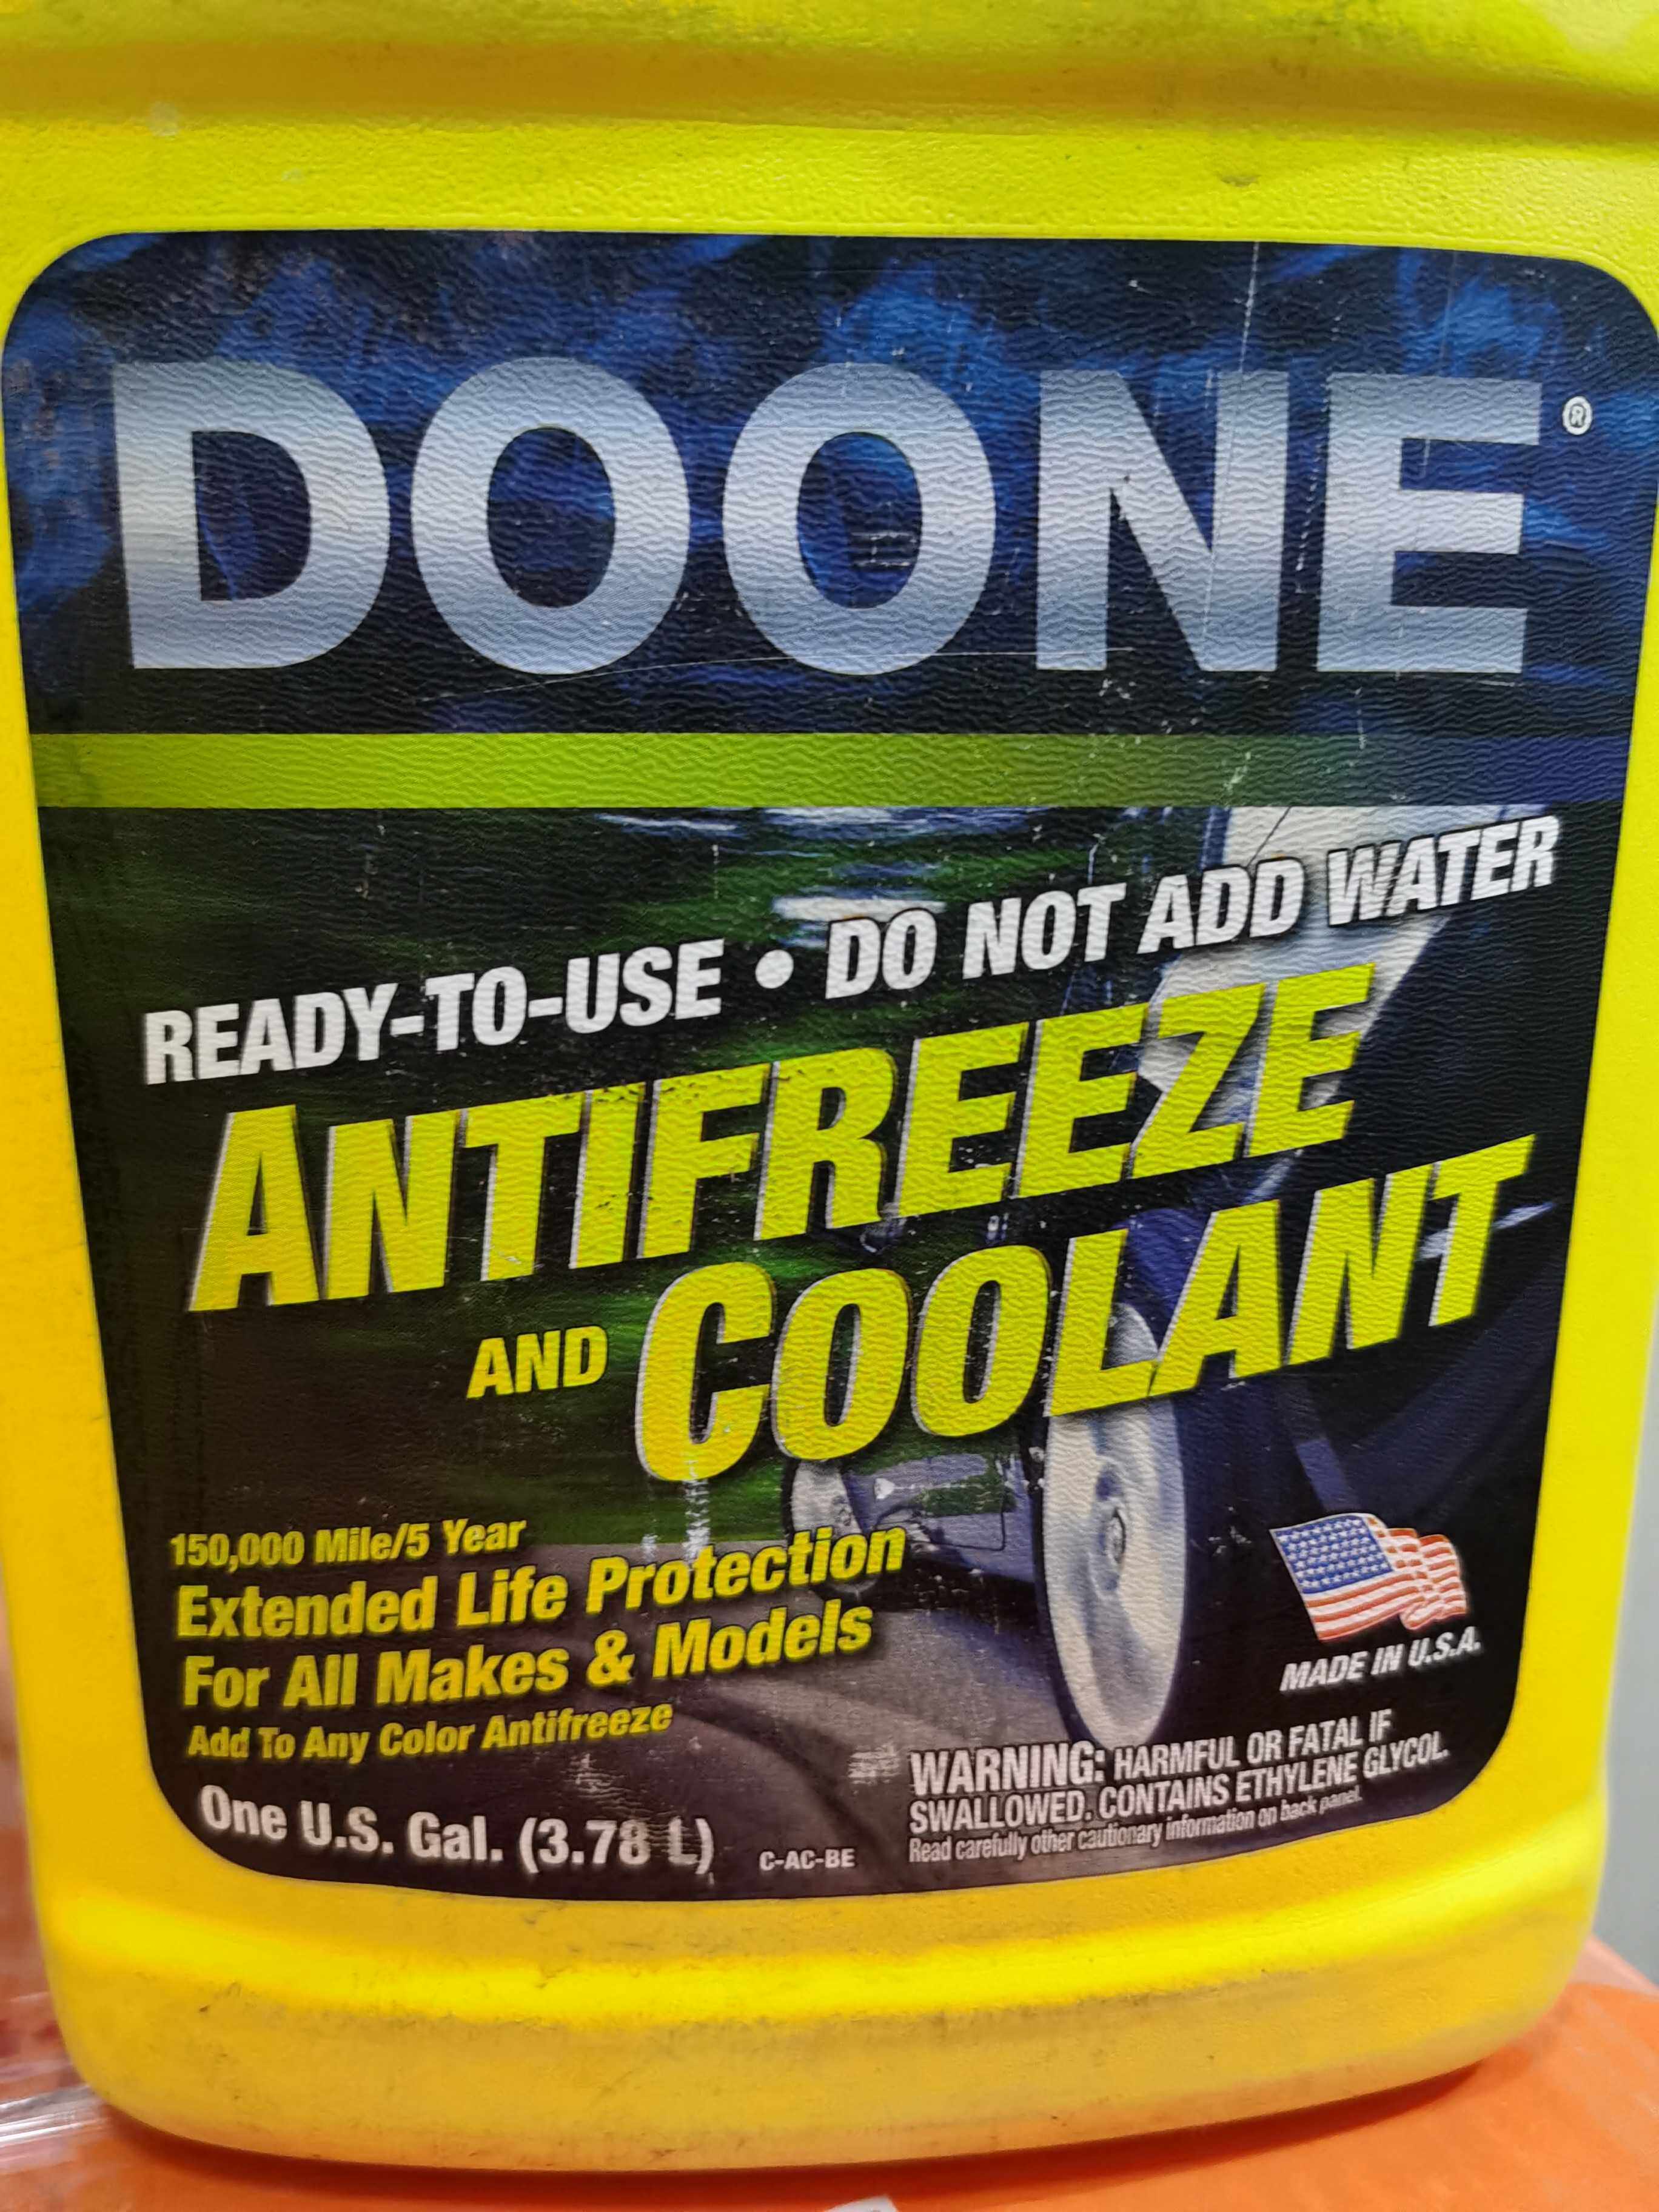 DOONE®
READY-TO-USE • DO NOT ADD WATER
ANTIFREEZE
AND COOLANT
150,000 Mile/5 Year
Extended Life Protection
For All Makes & Models
Add To Any Color Antifreeze
One U.S. Gal. (3.78 L)
C-AC-BE
MADE IN U.S.A.
WARNING: HARMFUL OR FATAL IF
SWALLOWED. CONTAINS ETHYLENE GLYCOL.
Read carefully other cautionary information on back panel.